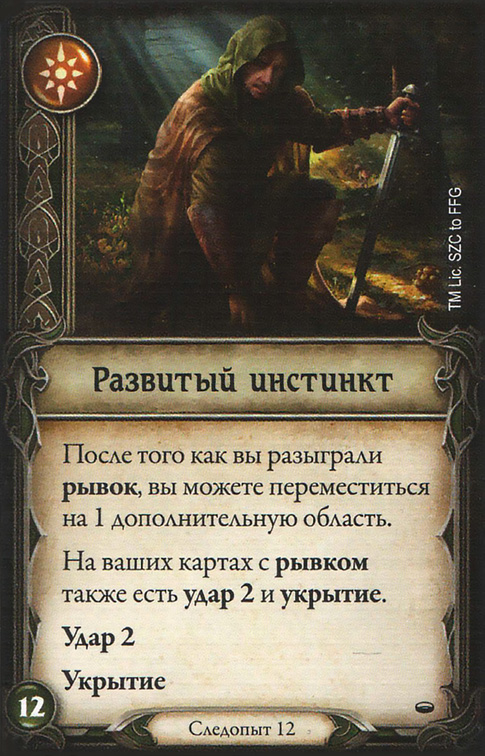 TM Lic. SZC to FFG
Развитый инстинкт
После того как вы разыграли
рывок, вы можете переместиться
на 1 дополнительную область.
На ваших картах с рывком
также есть удар 2 и укрытие.
Удар 2
Укрытие
12
Следопыт 12